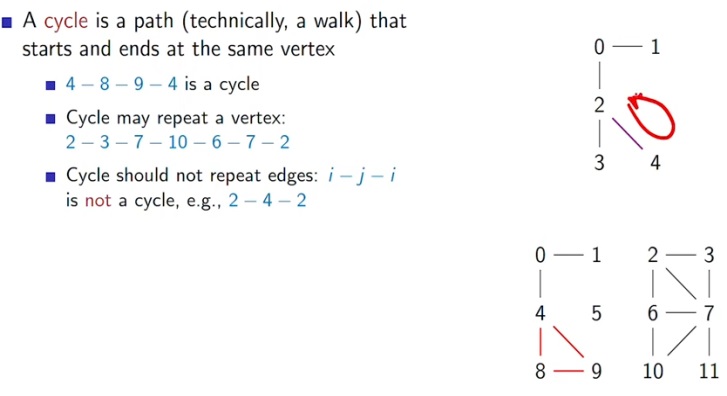 A cycle is a path (technically, a walk) that
starts and ends at the same vertex
4 – 8 – 9 – 4 is a cycle
Cycle may repeat a vertex:
2 – 3 – 7 – 10 – 6 – 7 – 2
Cycle should not repeat edges: i – j – i
is not a cycle, e.g., 2 – 4 – 2
0 1
2
3 4
0 1 2 3
4 5 6 7
8 9 10 11